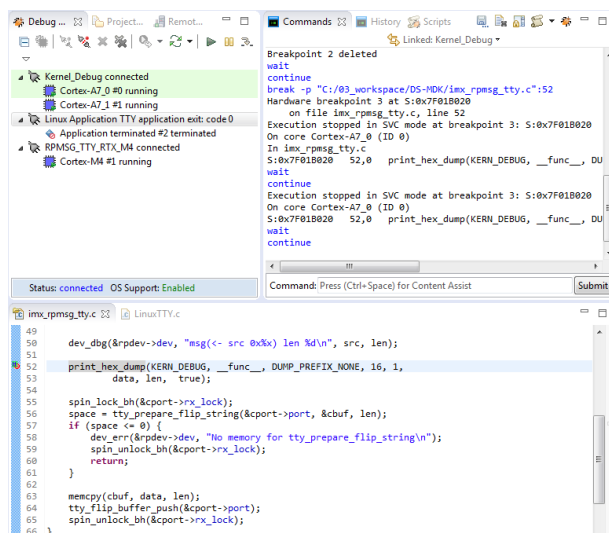 Debug ...
Project...
Remot...
Kernel_Debug connected
Cortex-A7_0 #0 running
Cortex-A7_1 #1 running
Linux Application TTY application exit: code 0
Application terminated #2 terminated
RPMSG_TTY_RTX_M4 connected
Cortex-M4 #1 running
Status: connected OS Support: Enabled
Commands
History
Scripts
Linked: Kernel_Debug
Breakpoint 2 deleted
wait
continue
break -p "C:/03_workspace/DS-MDK/imx_rpmsg_tty.c":52
Hardware breakpoint 3 at S:0x7F01B020
on file imx_rpmsg_tty.c, line 52
Execution stopped in SVC mode at breakpoint 3: S:0x7F01B020
On core Cortex-A7_0 (ID 0)
In imx_rpmsg_tty.c
S:0x7F01B020 52,0 print_hex_dump(KERN_DEBUG, __func__, DU
wait
continue
Execution stopped in SVC mode at breakpoint 3: S:0x7F01B020
On core Cortex-A7_0 (ID 0)
S:0x7F01B020 52,0 print_hex_dump(KERN_DEBUG, __func__, DU
wait
continue
Command: Press (Ctrl+Space) for Content Assist
Submit
imx_rpmsg_tty.c
LinuxTTY.c
49
50 dev_dbg(&rpdev->dev, "msg(<- src 0x%x) len %d\n", src, len);
51
52 print_hex_dump(KERN_DEBUG, __func__, DUMP_PREFIX_NONE, 16, 1,
53 data, len, true);
54
55 spin_lock_bh(&cport->rx_lock);
56 space = tty_prepare_flip_string(&cport->port, &cbuf, len);
57 if (space <= 0) {
58 dev_err(&rpdev->dev, "No memory for tty_prepare_flip_string\n");
59 spin_unlock_bh(&cport->rx_lock);
60 return;
61 }
62
63 memcpy(cbuf, data, len);
64 tty_flip_buffer_push(&cport->port);
65 spin_unlock_bh(&cport->rx_lock);
66 }